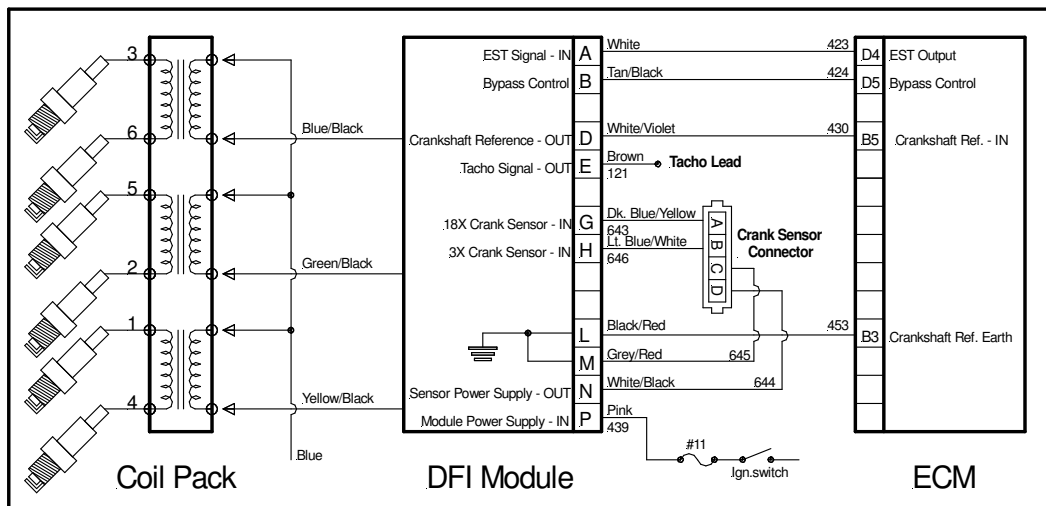 3
6
5
2
1
4
Blue/Black
Green/Black
Yellow/Black
Blue
Coil Pack
EST Signal - IN
Bypass Control
Crankshaft Reference - OUT
Tacho Signal - OUT
18X Crank Sensor - IN
3X Crank Sensor - IN
Sensor Power Supply - OUT
Module Power Supply - IN
A
B
D
E
G
H
L
M
N
P
DFI Module
White 423
Tan/Black 424
White/Violet 430
Brown
121
Tacho Lead
Dk. Blue/Yellow
643
Lt. Blue/White
646
A
B
C
D
Crank Sensor
Connector
Black/Red 453
Grey/Red 645
White/Black 644
Pink
439
#11
Ign.switch
D4 EST Output
D5 Bypass Control
B5 Crankshaft Ref. - IN
B3 Crankshaft Ref. Earth
ECM